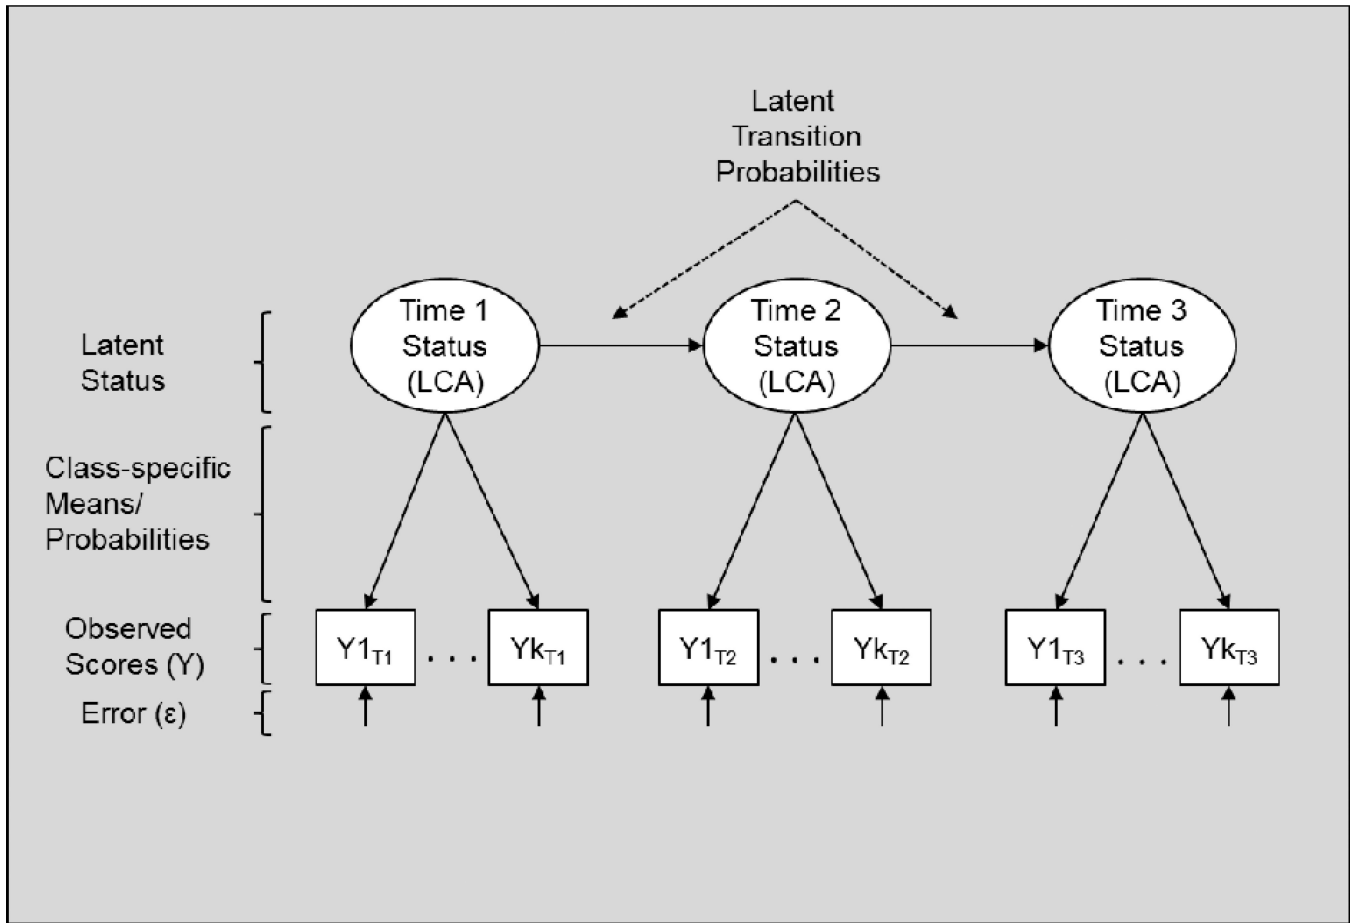 Latent
Transition
Probabilities
Latent
Status
Time 1
Status
(LCA)
Time 2
Status
(LCA)
Time 3
Status
(LCA)
Class-specific
Means/
Probabilities
Observed
Scores (Y)
Y1T1 . . . YkT1 Y1T2 . . . YkT2 Y1T3 . . . YkT3
Error (ε)